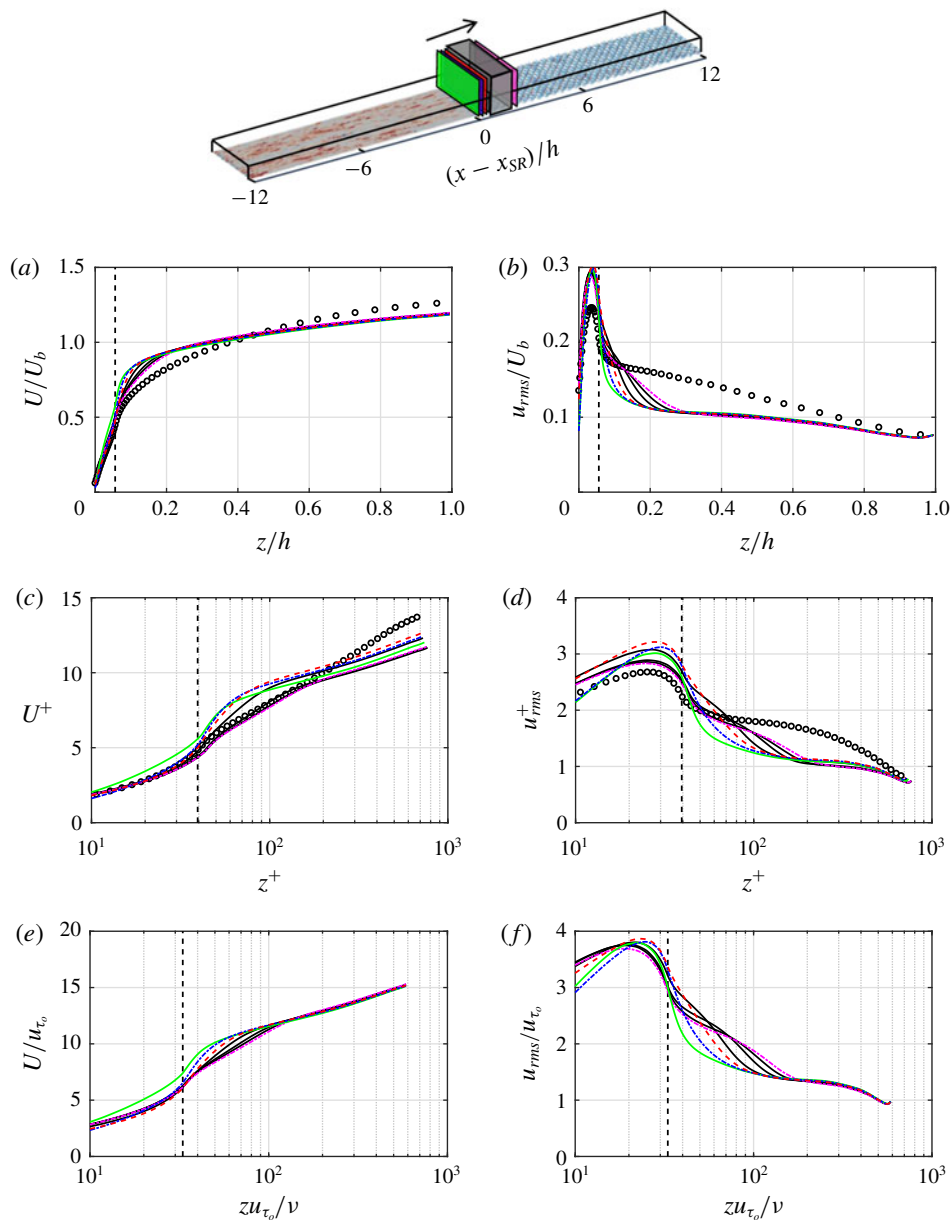 12
6
0
(x − x_SR)/h
−6
−12
(a)
1.5
1.0
U/U_b
0.5
0 0.2 0.4 0.6 0.8 1.0
z/h
(b)
0.3
0.2
u_rms/U_b
0.1
0 0.2 0.4 0.6 0.8 1.0
z/h
(c)
15
10
U^+
5
0
10^1 10^2 10^3
z^+
(d)
4
3
u^+_rms
2
1
0
10^1 10^2 10^3
z^+
(e)
20
15
U/u_τ_o
10
5
0
10^1 10^2 10^3
zu_τ_o/ν
(f)
4
3
u_rms/u_τ_o
2
1
0
10^1 10^2 10^3
zu_τ_o/ν